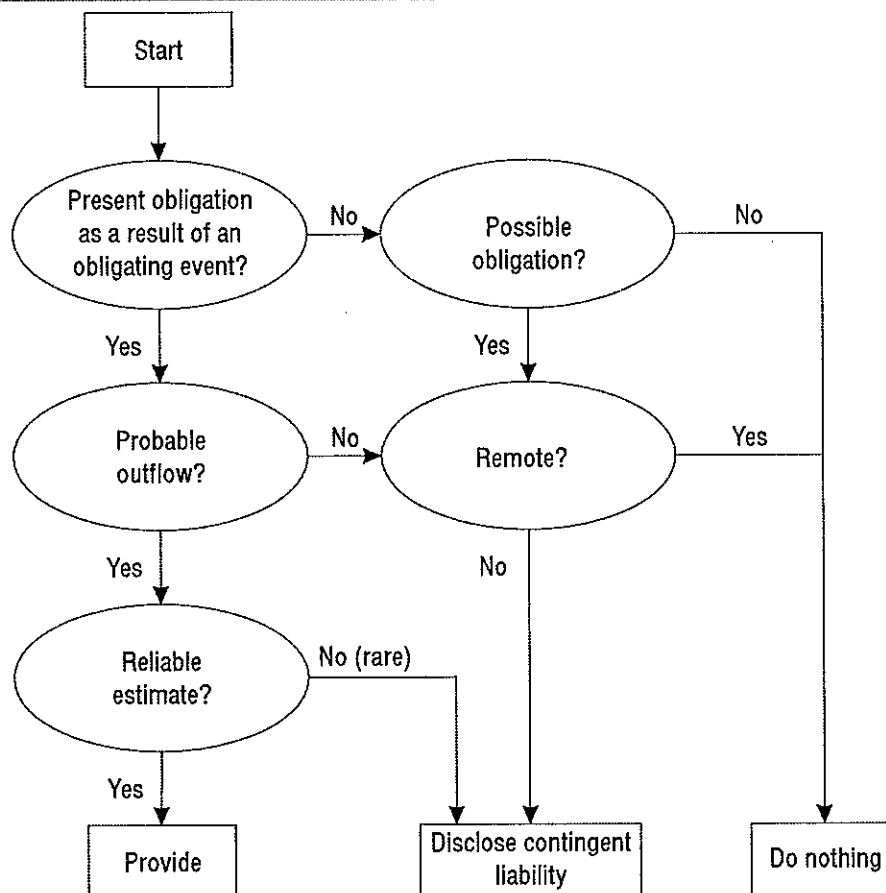 Start
Present obligation
as a result of an
obligating event?
No
Possible
obligation?
No
Yes
Yes
Probable
outflow?
No
Remote?
Yes
Yes
No
Reliable
estimate?
No (rare)
Yes
Provide
Disclose contingent
liability
Do nothing